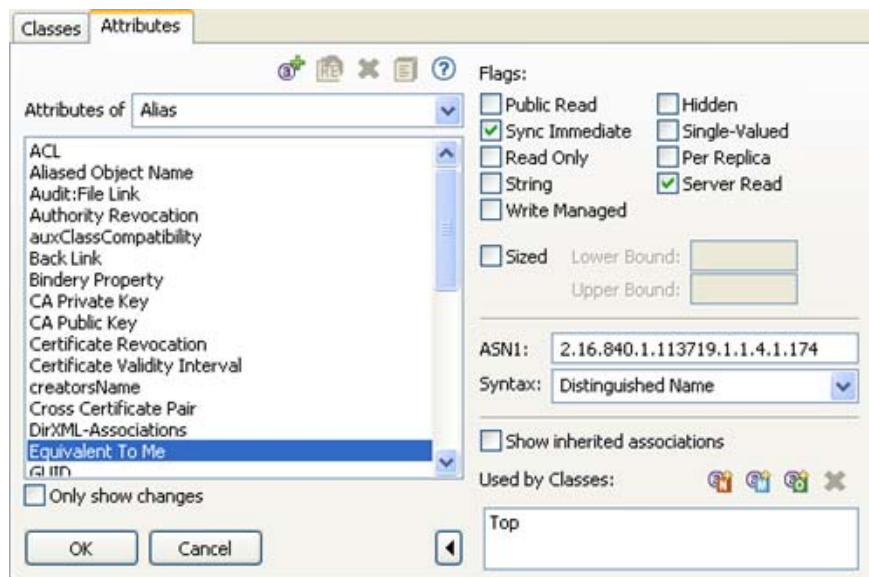 Classes Attributes
Attributes of Alias
ACL
Aliased Object Name
Audit:File Link
Authority Revocation
auxClassCompatibility
Back Link
Bindery Property
CA Private Key
CA Public Key
Certificate Revocation
Certificate Validity Interval
creatorsName
Cross Certificate Pair
DirXML-Associations
Equivalent To Me
GUID
Only show changes
OK Cancel
Flags:
Public Read Hidden
Sync Immediate Single-Valued
Read Only Per Replica
String Server Read
Write Managed
Sized Lower Bound:
Upper Bound:
ASN1: 2.16.840.1.113719.1.1.4.1.174
Syntax: Distinguished Name
Show inherited associations
Used by Classes:
Top